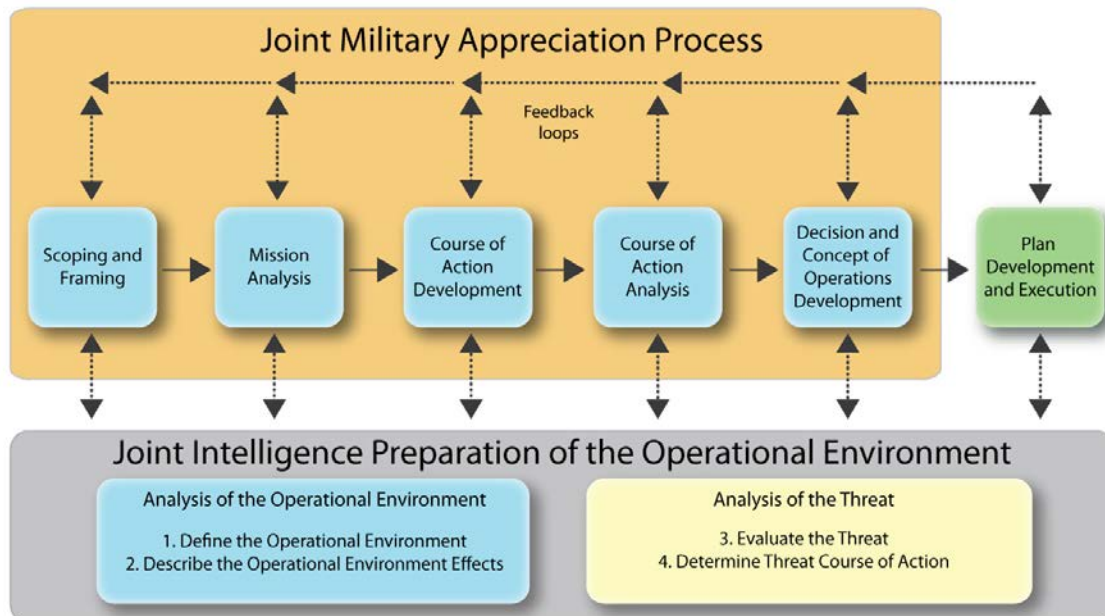 Joint Military Appreciation Process
Feedback
loops
Scoping and
Framing
Mission
Analysis
Course of
Action
Development
Course of
Action
Analysis
Decision and
Concept of
Operations
Development
Plan
Development
and Execution
Joint Intelligence Preparation of the Operational Environment
Analysis of the Operational Environment
1. Define the Operational Environment
2. Describe the Operational Environment Effects
Analysis of the Threat
3. Evaluate the Threat
4. Determine Threat Course of Action